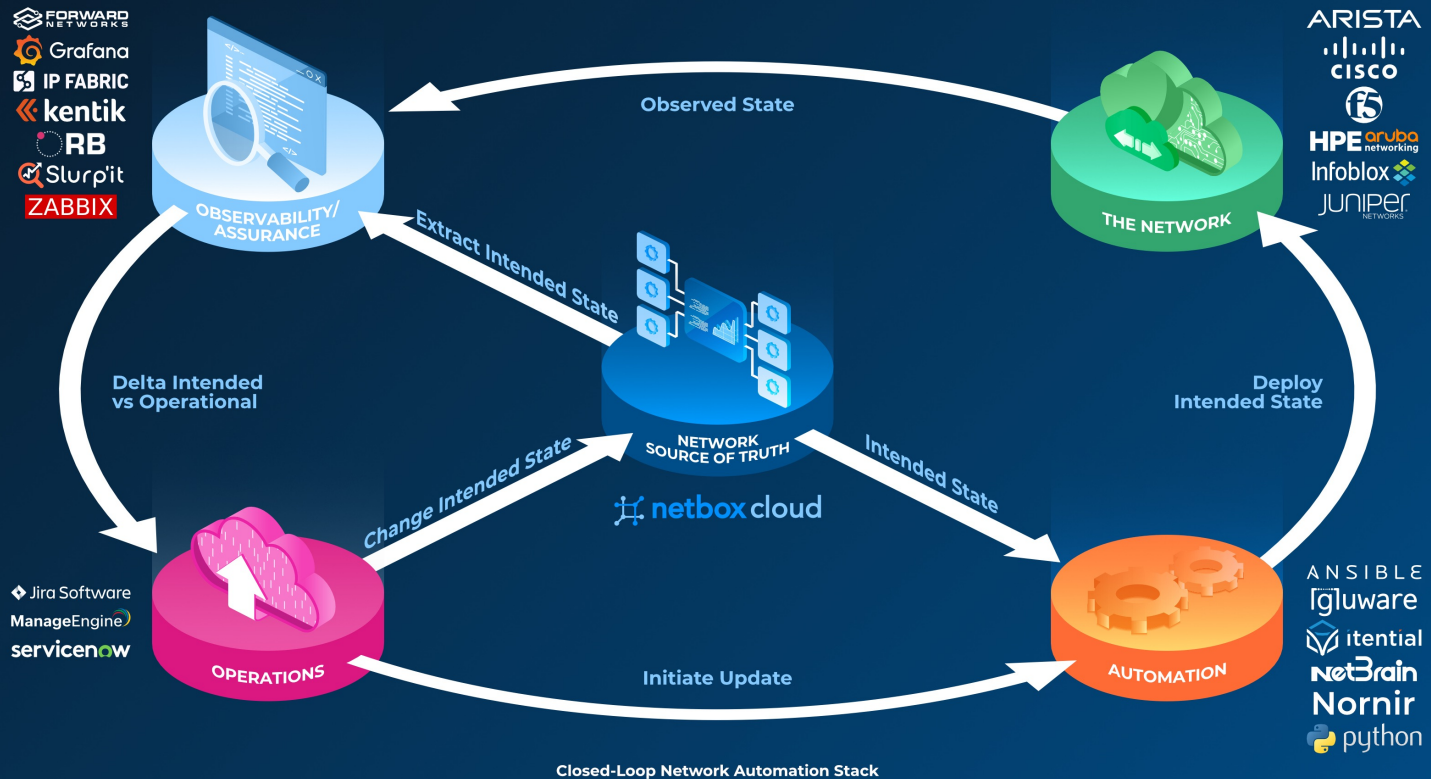 FORWARD
NETWORKS
Grafana
IP FABRIC
kentik
ORB
Slurp'it
ZABBIX
OBSERVABILITY/
ASSURANCE
Observed State
THE NETWORK
ARISTA
CISCO
f5
HPE aruba
networking
Infoblox
JUNIPER
NETWORKS
Extract Intended State
Delta Intended
vs Operational
NETWORK
SOURCE OF TRUTH
netbox cloud
Deploy
Intended State
Change Intended State
Intended State
Jira Software
ManageEngine
servicenow
OPERATIONS
Initiate Update
AUTOMATION
ANSIBLE
gluware
itential
NetBrain
Nornir
python
Closed-Loop Network Automation Stack